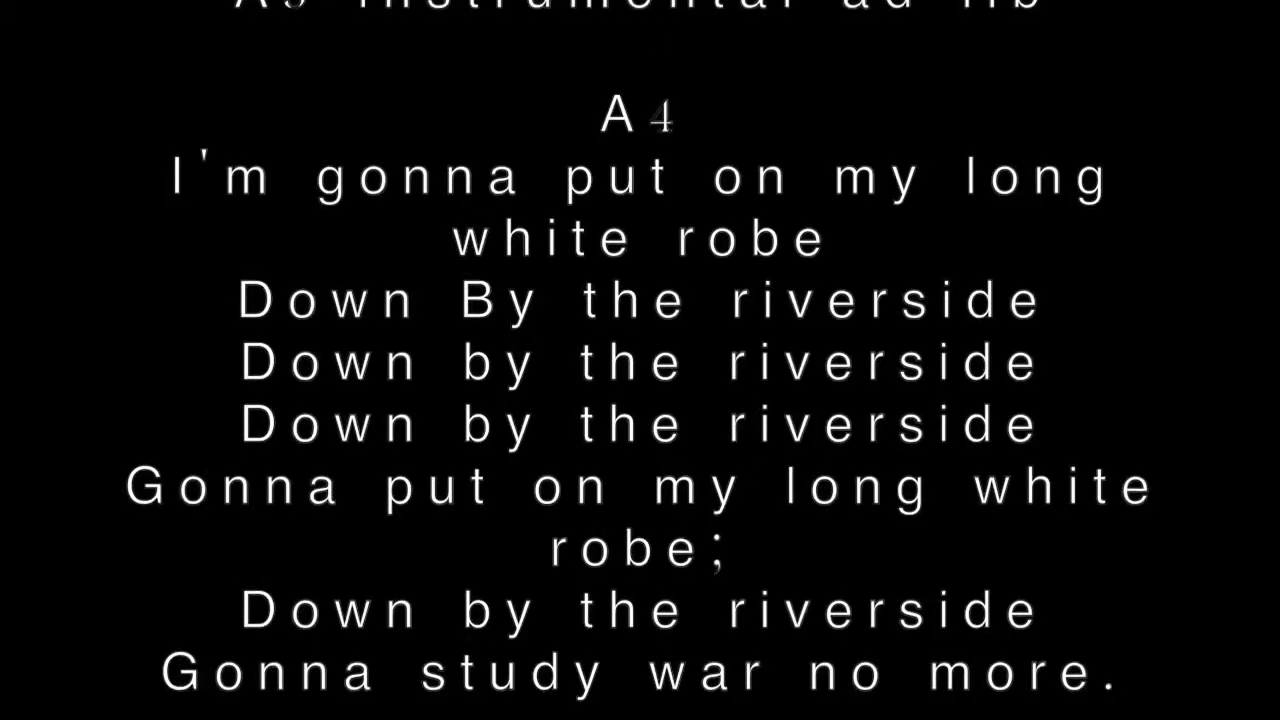 A3 instrumental ad lib
A4
I'm gonna put on my long
white robe
Down By the riverside
Down by the riverside
Down by the riverside
Gonna put on my long white
robe;
Down by the riverside
Gonna study war no more.